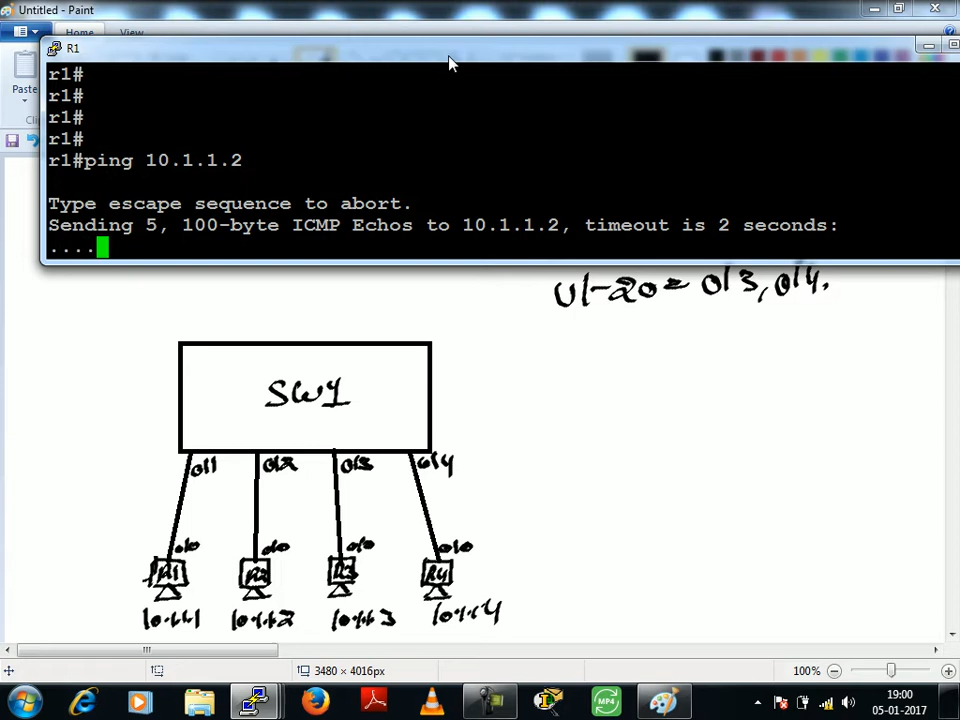 Untitled - Paint
Home View
R1
Paste
r1#
r1#
r1#
r1#
r1#ping 10.1.1.2
Type escape sequence to abort.
Sending 5, 100-byte ICMP Echos to 10.1.1.2, timeout is 2 seconds:
....
Vl-20= 0/3, 0/4.
SW1
0/1 0/2 0/3 0/4
0/0 0/0 0/0 0/0
R1 R2 R3 R4
10.1.1.1 10.1.1.2 10.1.1.3 10.1.1.4
3480 × 4016px
100%
19:00
05-01-2017
MP4